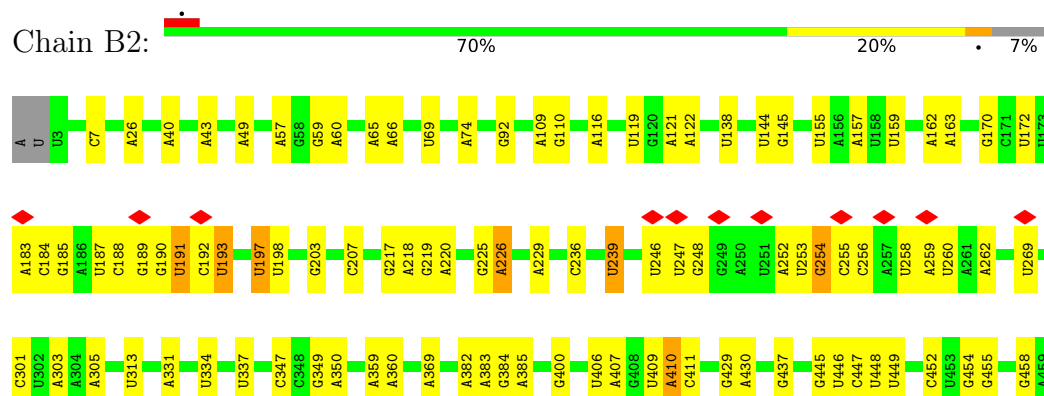 Chain B2:
70% 20% • 7%
A U U3 C7 A26 A40 A43 A49 A57 G58 G59 A60 A65 A66 U69 A74 G92 A109 G110 A116 U119 G120 A121 A122 U138 U144 G145 U155 A156 A157 U158 U159 A162 A163 G170 C171 U172 U173
A183 C184 G185 A186 U187 C188 G189 G190 U191 C192 U193 U197 U198 G203 C207 G217 A218 G219 A220 G225 A226 A229 C236 U239 U246 U247 G248 G249 A250 U251 A252 U253 G254 C255 C256 A257 U258 A259 U260 A261 A262 U269
C301 U302 A303 A304 A305 U313 A331 U334 U337 C347 C348 G349 A350 A359 A360 A369 A382 A383 G384 A385 G400 U406 A407 G408 U409 A410 C411 G429 A430 G437 G445 U446 C447 U448 U449 C452 U453 G454 G455 G458 A459